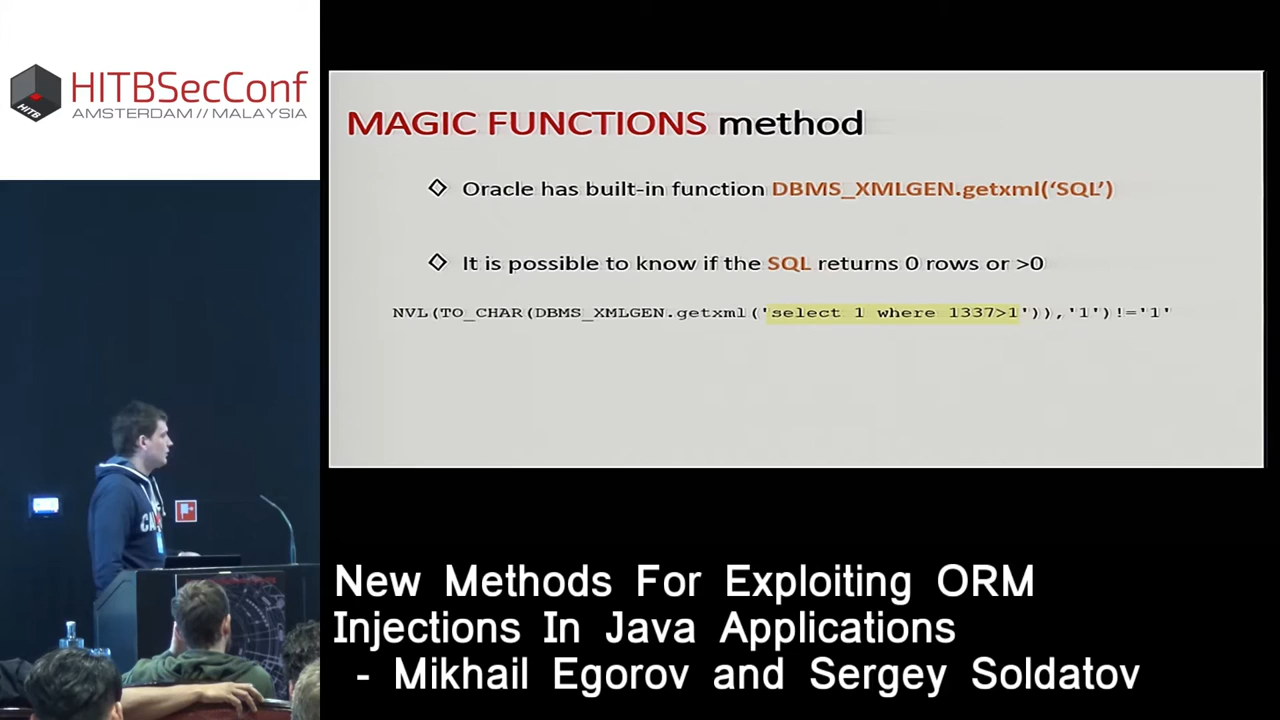 HITBSecConf
AMSTERDAM // MALAYSIA
HITB
MAGIC FUNCTIONS method
Oracle has built-in function DBMS_XMLGEN.getxml(‘SQL’)
It is possible to know if the SQL returns 0 rows or >0
NVL(TO_CHAR(DBMS_XMLGEN.getxml('select 1 where 1337>1')),'1')!='1'
New Methods For Exploiting ORM
Injections In Java Applications
- Mikhail Egorov and Sergey Soldatov